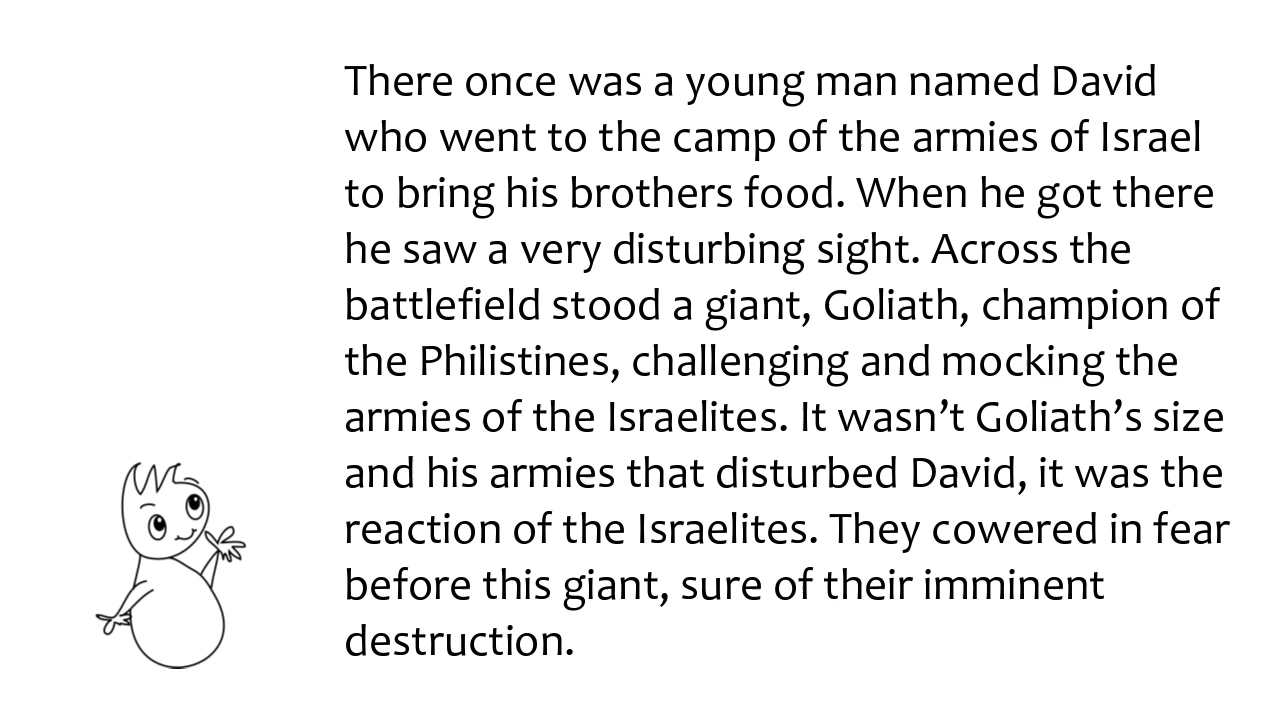 There once was a young man named David
who went to the camp of the armies of Israel
to bring his brothers food. When he got there
he saw a very disturbing sight. Across the
battlefield stood a giant, Goliath, champion of
the Philistines, challenging and mocking the
armies of the Israelites. It wasn’t Goliath’s size
and his armies that disturbed David, it was the
reaction of the Israelites. They cowered in fear
before this giant, sure of their imminent
destruction.